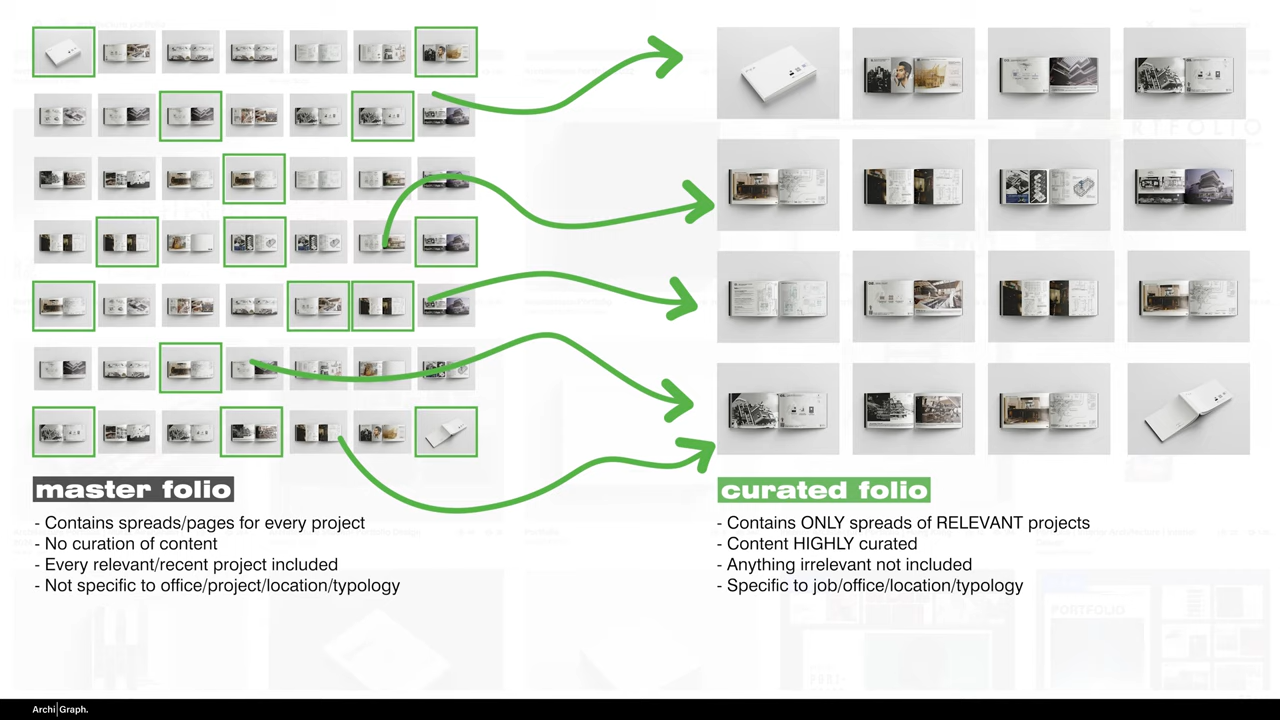 master folio
- Contains spreads/pages for every project
- No curation of content
- Every relevant/recent project included
- Not specific to office/project/location/typology
curated folio
- Contains ONLY spreads of RELEVANT projects
- Content HIGHLY curated
- Anything irrelevant not included
- Specific to job/office/location/typology
Archi|Graph.